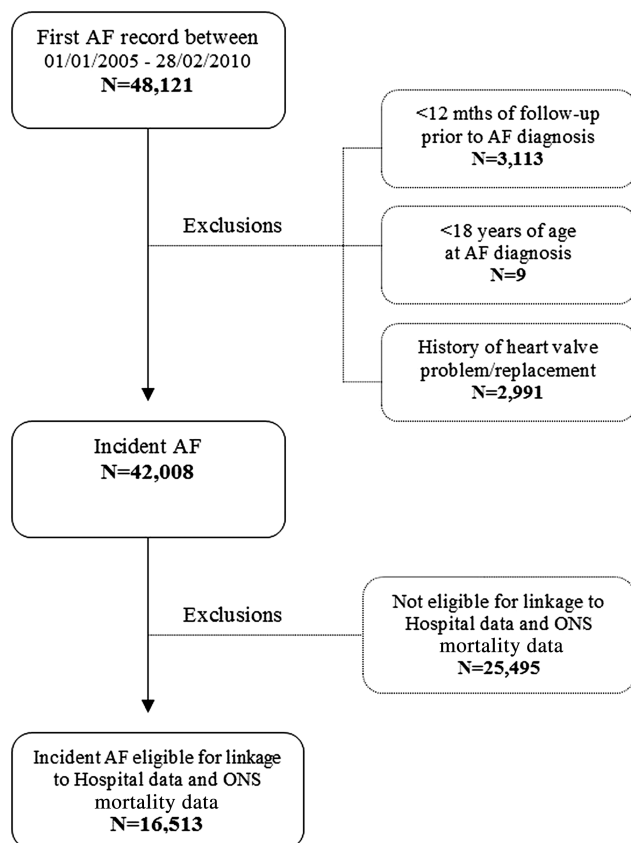 First AF record between
01/01/2005 - 28/02/2010
N=48,121
<12 mths of follow-up
prior to AF diagnosis
N=3,113
Exclusions
<18 years of age
at AF diagnosis
N=9
History of heart valve
problem/replacement
N=2,991
Incident AF
N=42,008
Exclusions
Not eligible for linkage to
Hospital data and ONS
mortality data
N=25,495
Incident AF eligible for linkage
to Hospital data and ONS
mortality data
N=16,513